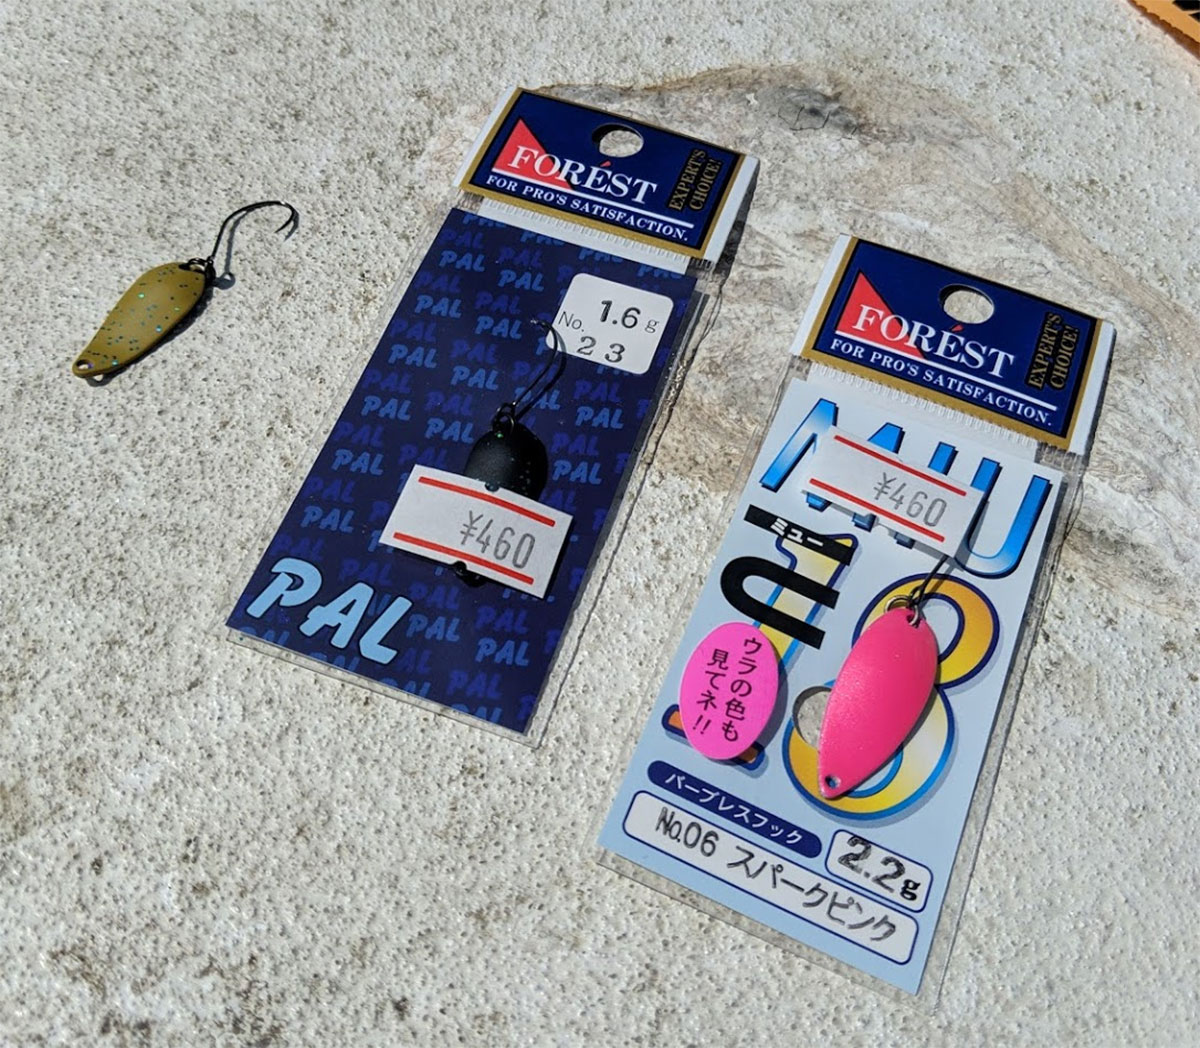 FORÉST
FOR PRO'S SATISFACTION.
EXPERT'S
CHOICE!
1.6g
No.
23
¥460
PAL
FORÉST
FOR PRO'S SATISFACTION.
EXPERT'S
CHOICE!
MIU
¥460
ミュー
18
ウラの色も
見てネ!!
バーブレスフック
2.2g
No.06 スパークピンク